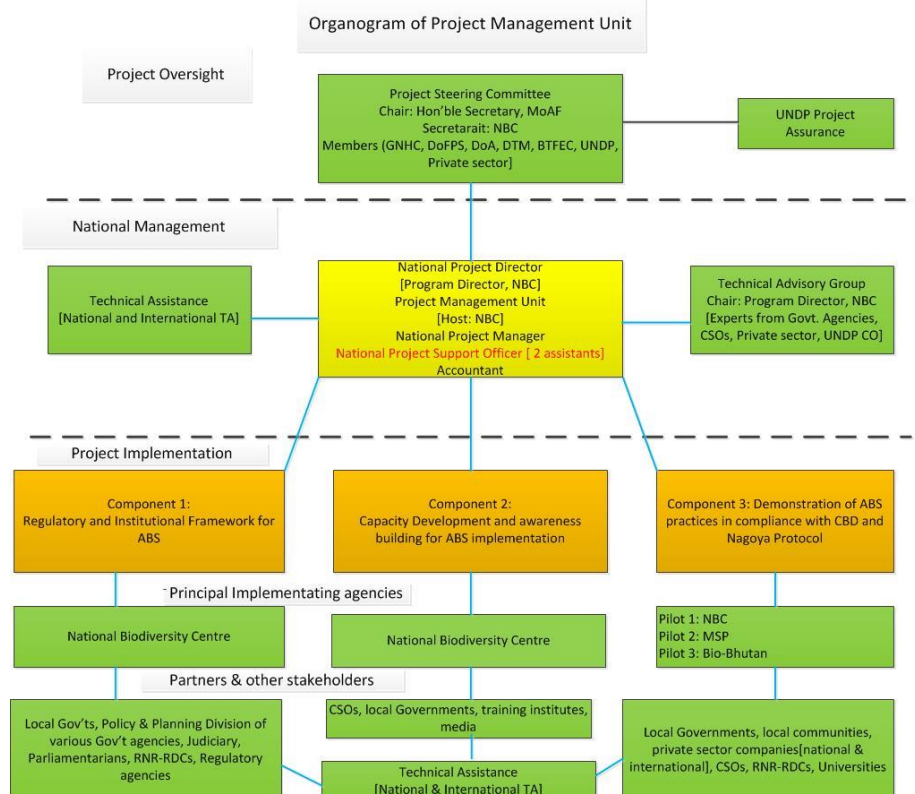 Organogram of Project Management Unit
Project Oversight
Project Steering Committee
Chair: Hon'ble Secretary, MoAF
Secretarait: NBC
Members (GNHC, DoFPS, DoA, DTM, BTFEC, UNDP,
Private sector]
UNDP Project
Assurance
National Management
Technical Assistance
[National and International TA]
National Project Director
[Program Director, NBC]
Project Management Unit
[Host: NBC]
National Project Manager
National Project Support Officer [ 2 assistants]
Accountant
Technical Advisory Group
Chair: Program Director, NBC
[Experts from Govt. Agencies,
CSOs, Private sector, UNDP CO]
Project Implementation
Component 1:
Regulatory and Institutional Framework for
ABS
Component 2:
Capacity Development and awareness
building for ABS implementation
Component 3: Demonstration of ABS
practices in compliance with CBD and
Nagoya Protocol
Principal Implementating agencies
National Biodiversity Centre
National Biodiversity Centre
Pilot 1: NBC
Pilot 2: MSP
Pilot 3: Bio-Bhutan
Partners & other stakeholders
Local Gov'ts, Policy & Planning Division of
various Gov't agencies, Judiciary,
Parliamentarians, RNR-RDCs, Regulatory
agencies
CSOs, local Governments, training institutes,
media
Local Governments, local communities,
private sector companies[national &
international], CSOs, RNR-RDCs, Universities
Technical Assistance
[National & International TA]